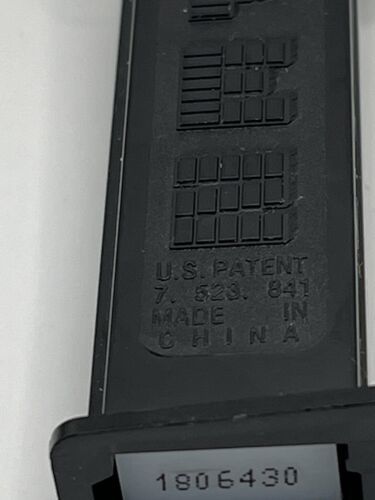 U.S. PATENT
7. 523. 841
MADE IN
CHINA
1806430